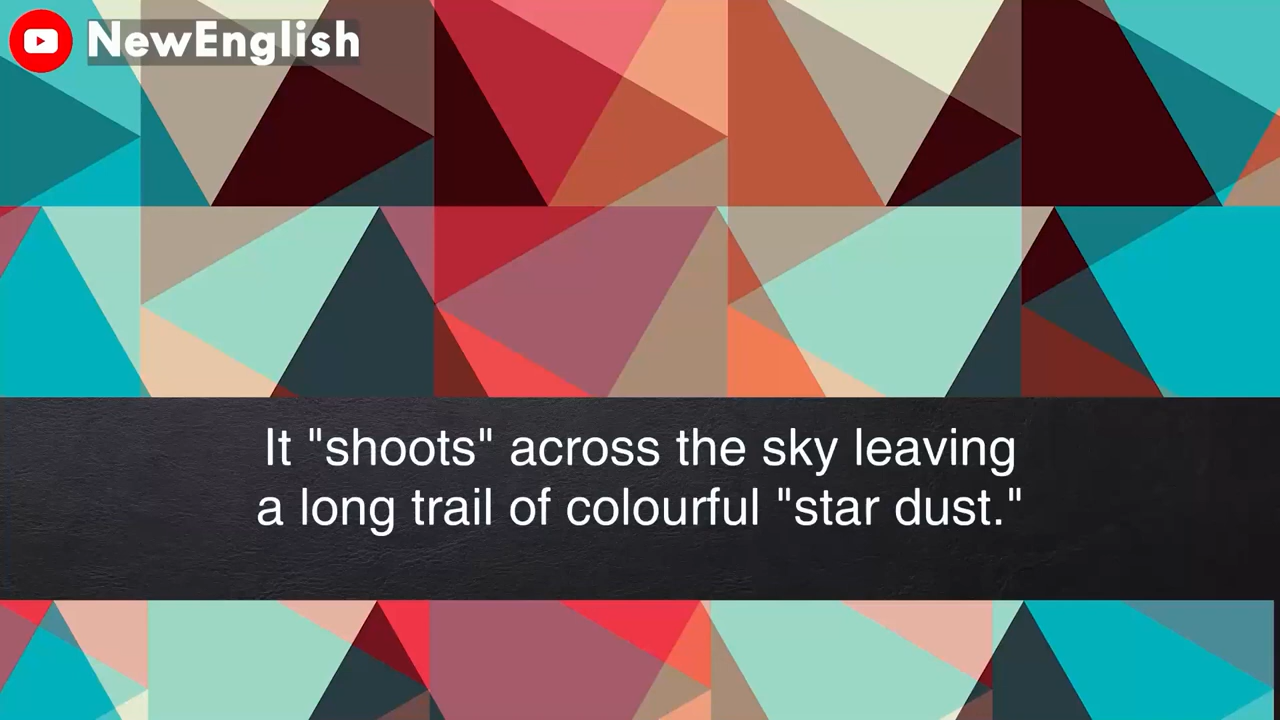 NewEnglish
It "shoots" across the sky leaving
a long trail of colourful "star dust."